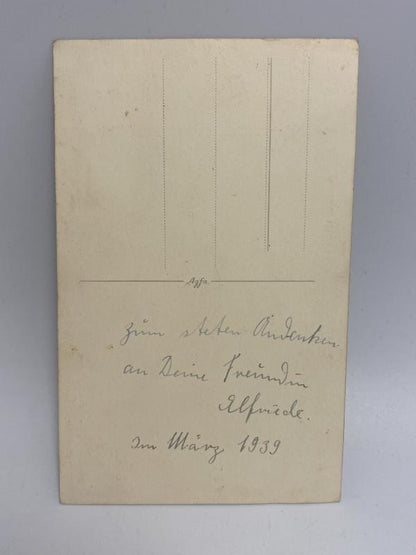 Agfa
zum steten Andenken
an Deine Freundin
Elfriede.
Im März 1939